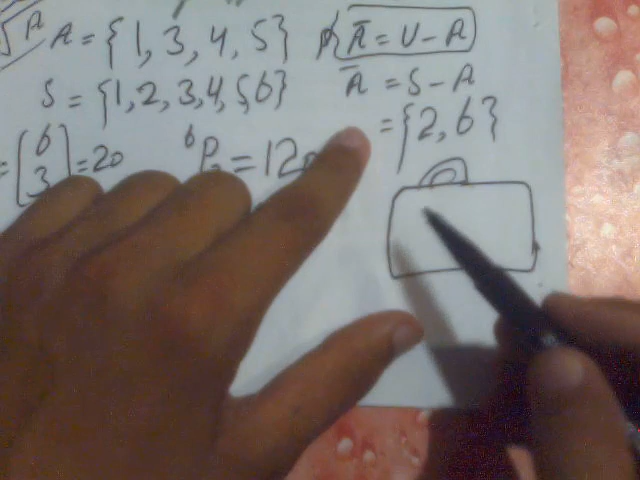 A = {1, 3, 4, 5} Ā = U - A
S = {1,2,3,4,5,6} Ā = S - A
= {2, 6}
= (6 3) = 20 ⁶P = 120